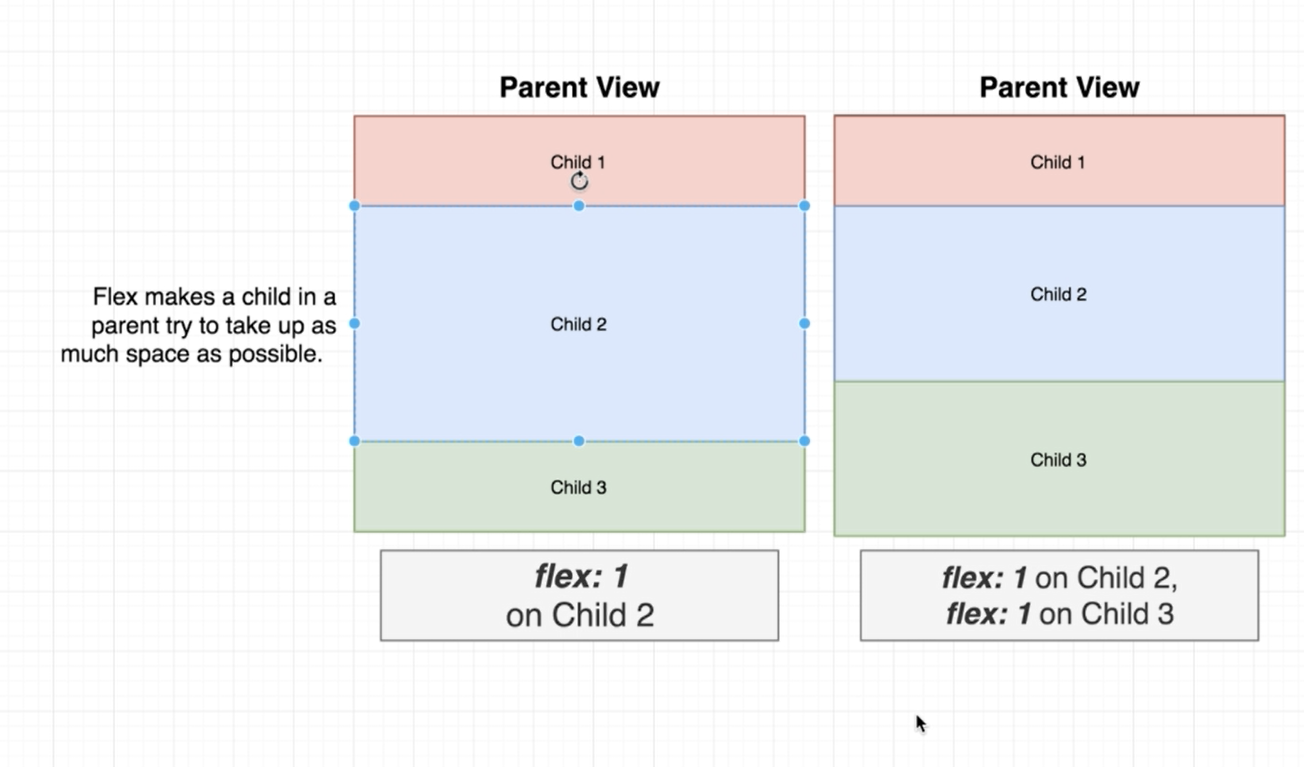 Parent View
Child 1
Child 2
Child 3
flex: 1
on Child 2
Flex makes a child in a
parent try to take up as
much space as possible.
Parent View
Child 1
Child 2
Child 3
flex: 1 on Child 2,
flex: 1 on Child 3